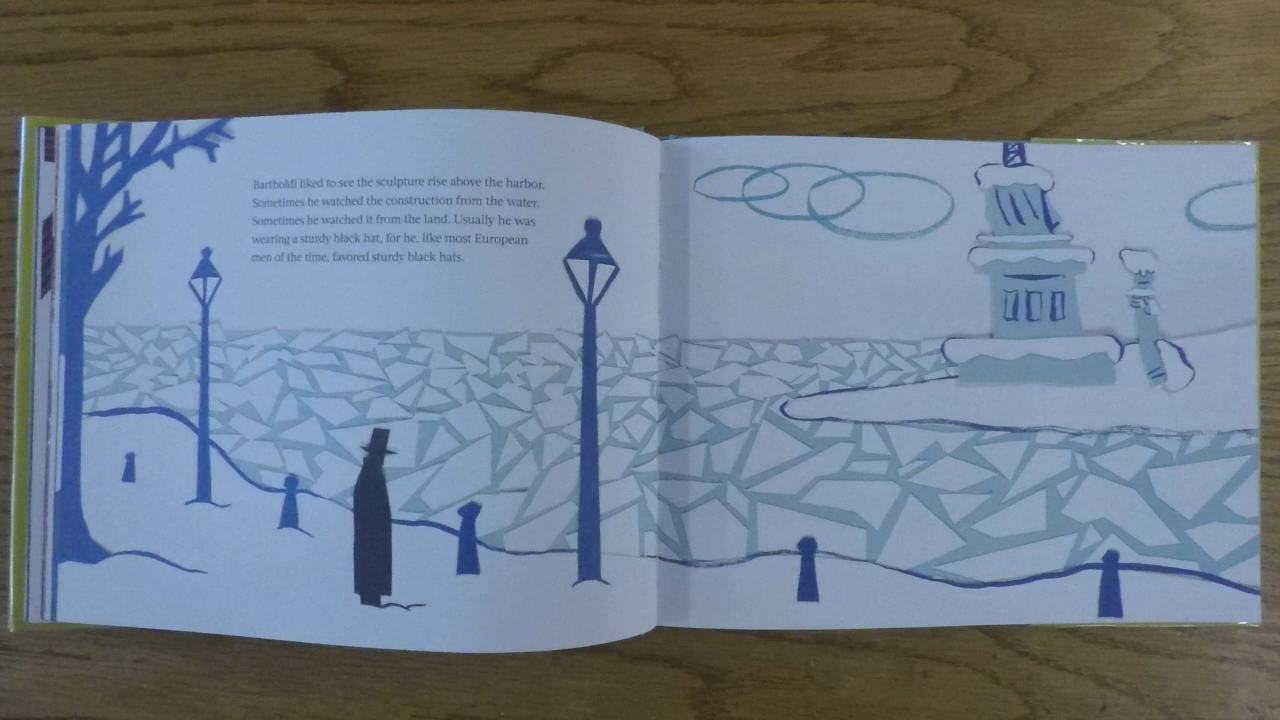 Bartholdi liked to see the sculpture rise above the harbor.
Sometimes he watched the construction from the water.
Sometimes he watched it from the land. Usually he was
wearing a sturdy black hat, for he, like most European
men of the time, favored sturdy black hats.